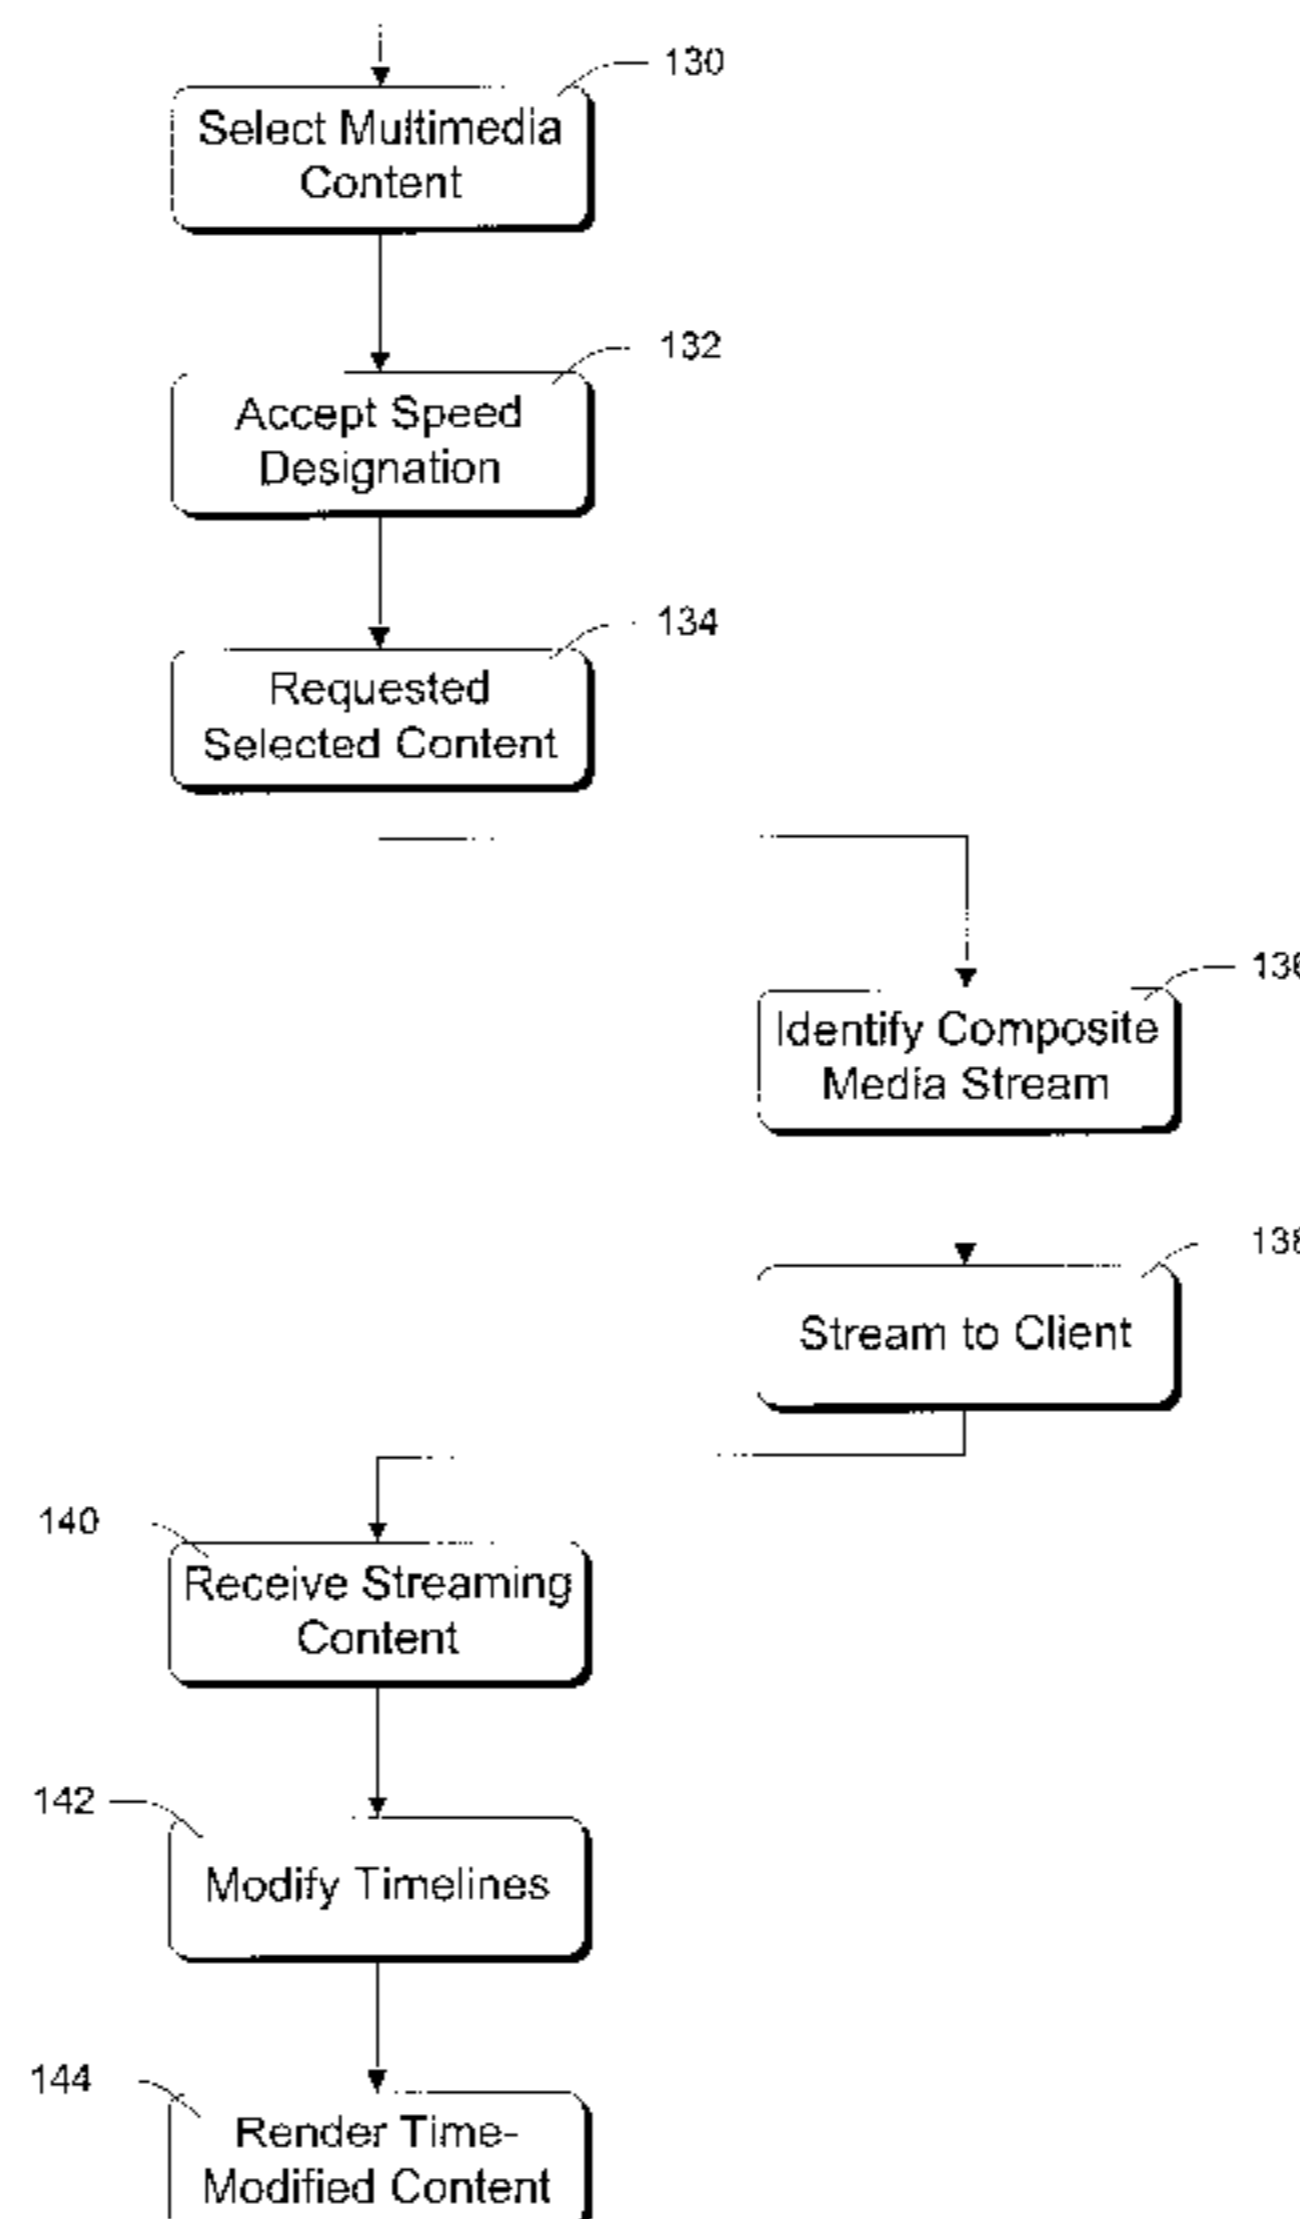 130
Select Multimedia
Content
132
Accept Speed
Designation
134
Requested
Selected Content
Identify Composite
Media Stream
Stream to Client
140
Receive Streaming
Content
142
Modify Timelines
144
Render Time-
Modified Content